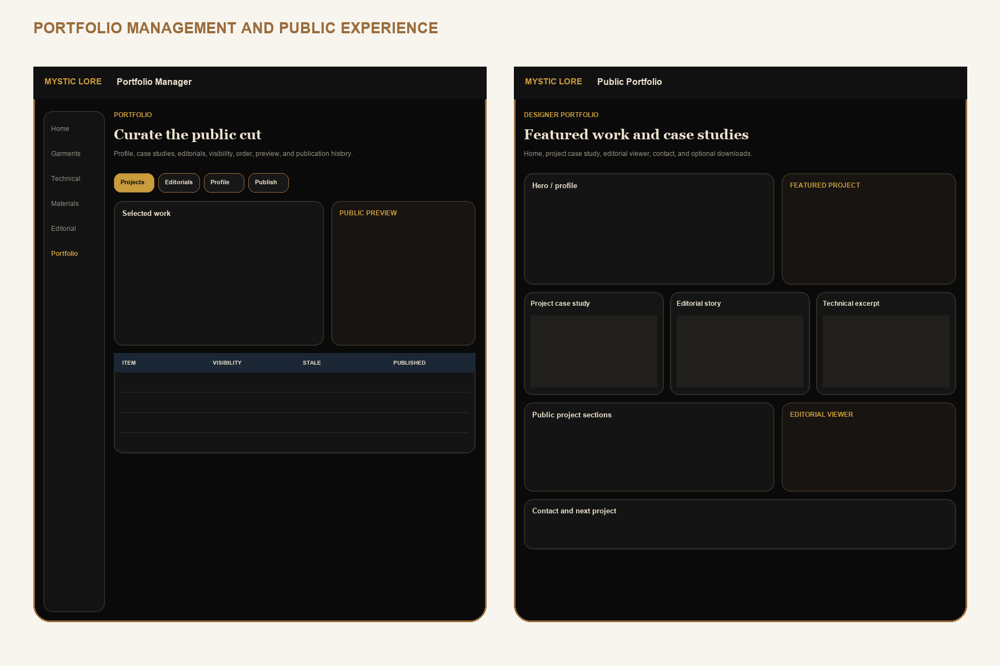 PORTFOLIO MANAGEMENT AND PUBLIC EXPERIENCE
MYSTIC LORE Portfolio Manager
Home
Garments
Technical
Materials
Editorial
Portfolio
PORTFOLIO
Curate the public cut
Profile, case studies, editorials, visibility, order, preview, and publication history.
Projects Editorials Profile Publish
Selected work
PUBLIC PREVIEW
ITEM VISIBILITY STALE PUBLISHED
MYSTIC LORE Public Portfolio
DESIGNER PORTFOLIO
Featured work and case studies
Home, project case study, editorial viewer, contact, and optional downloads.
Hero / profile
FEATURED PROJECT
Project case study
Editorial story
Technical excerpt
Public project sections
EDITORIAL VIEWER
Contact and next project